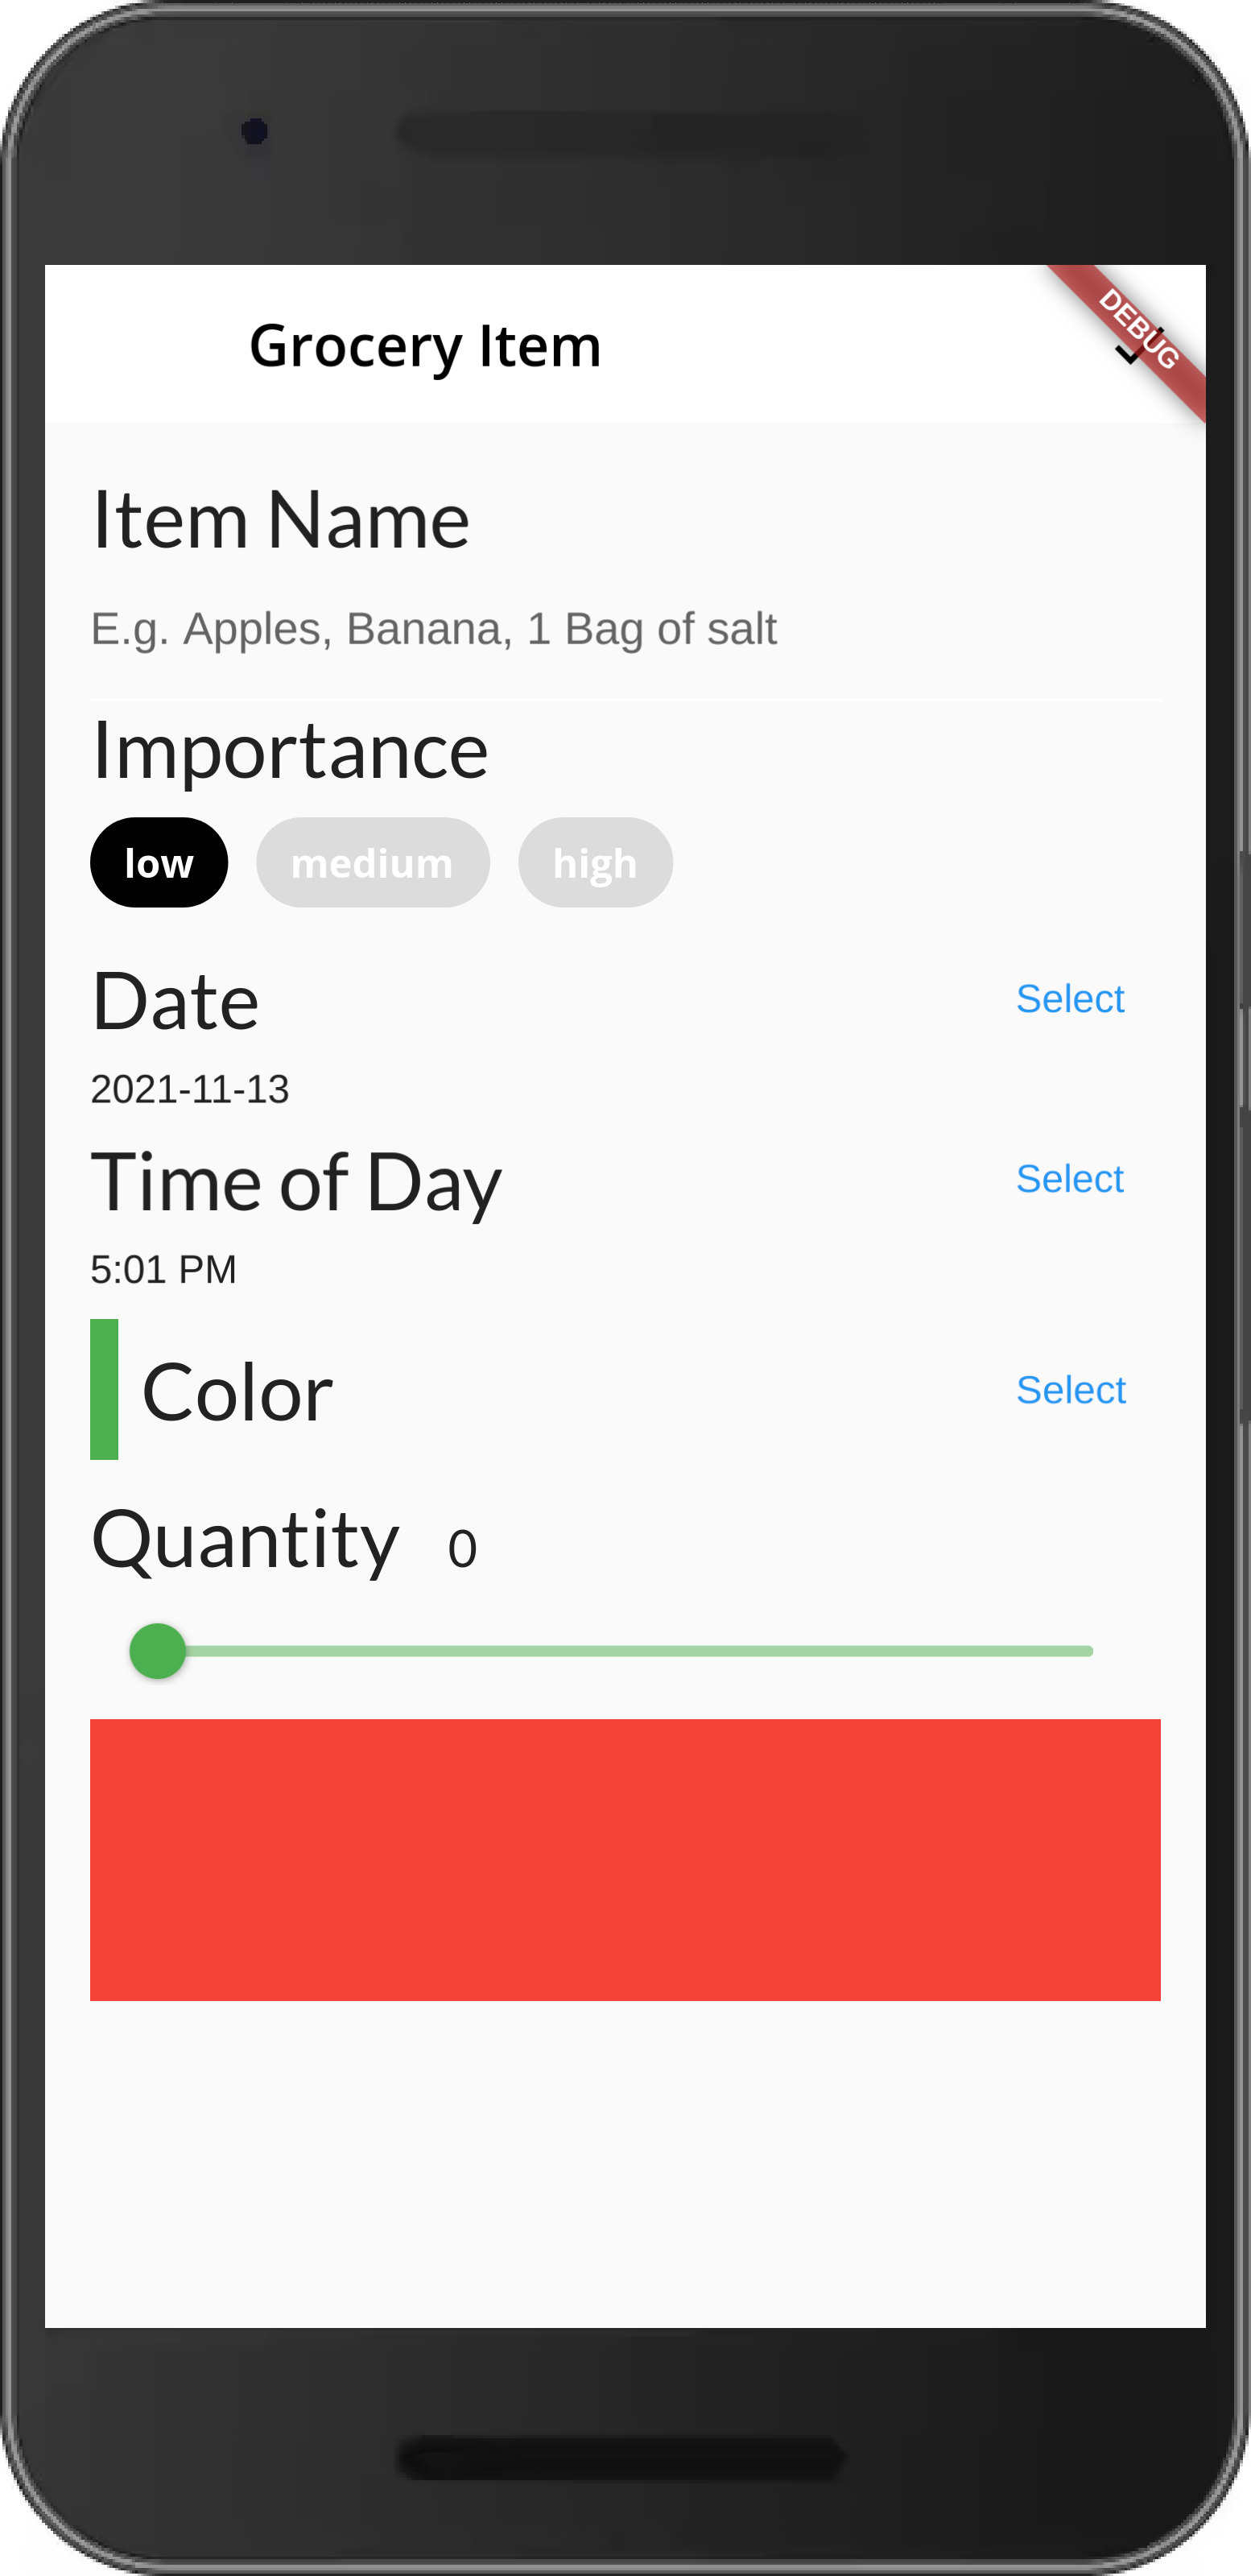 Grocery Item
DEBUG
Item Name
E.g. Apples, Banana, 1 Bag of salt
Importance
low medium high
Date Select
2021-11-13
Time of Day Select
5:01 PM
Color Select
Quantity 0